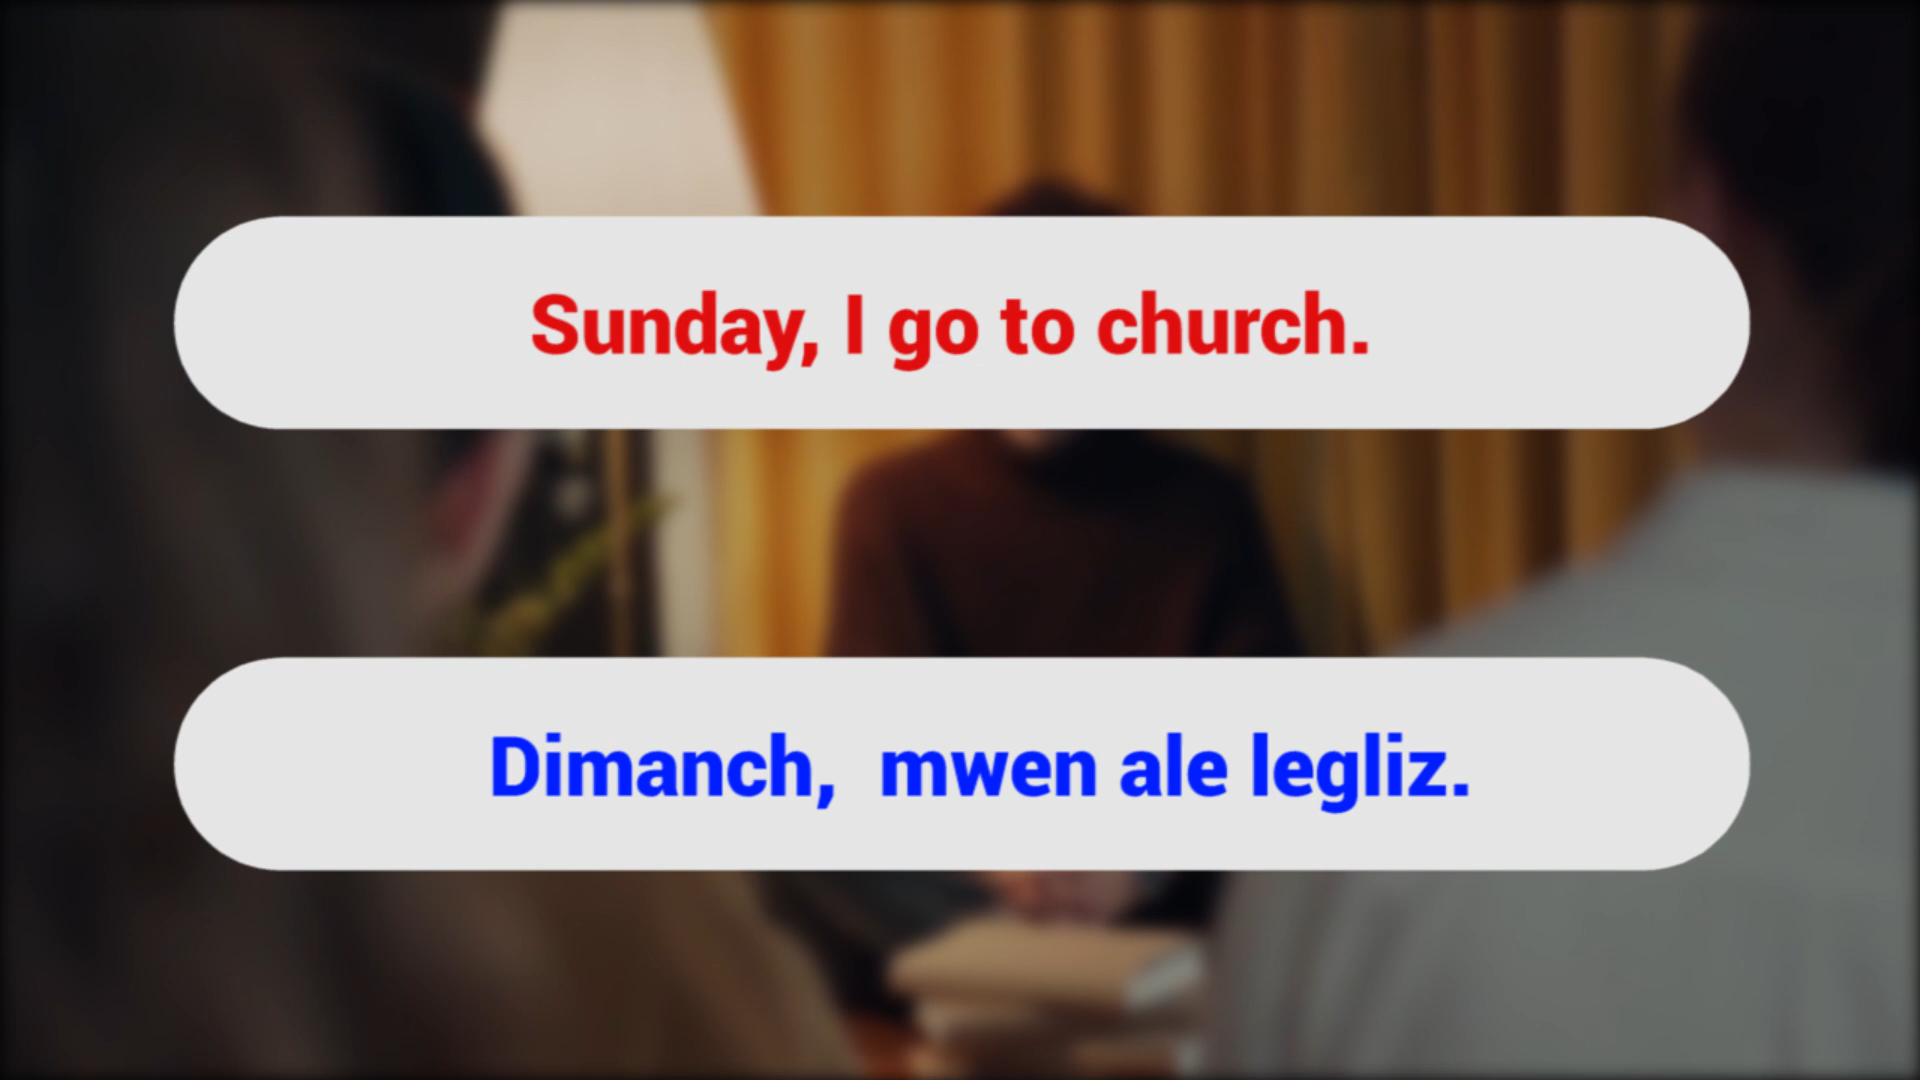 Sunday, I go to church.
Dimanch,  mwen ale legliz.